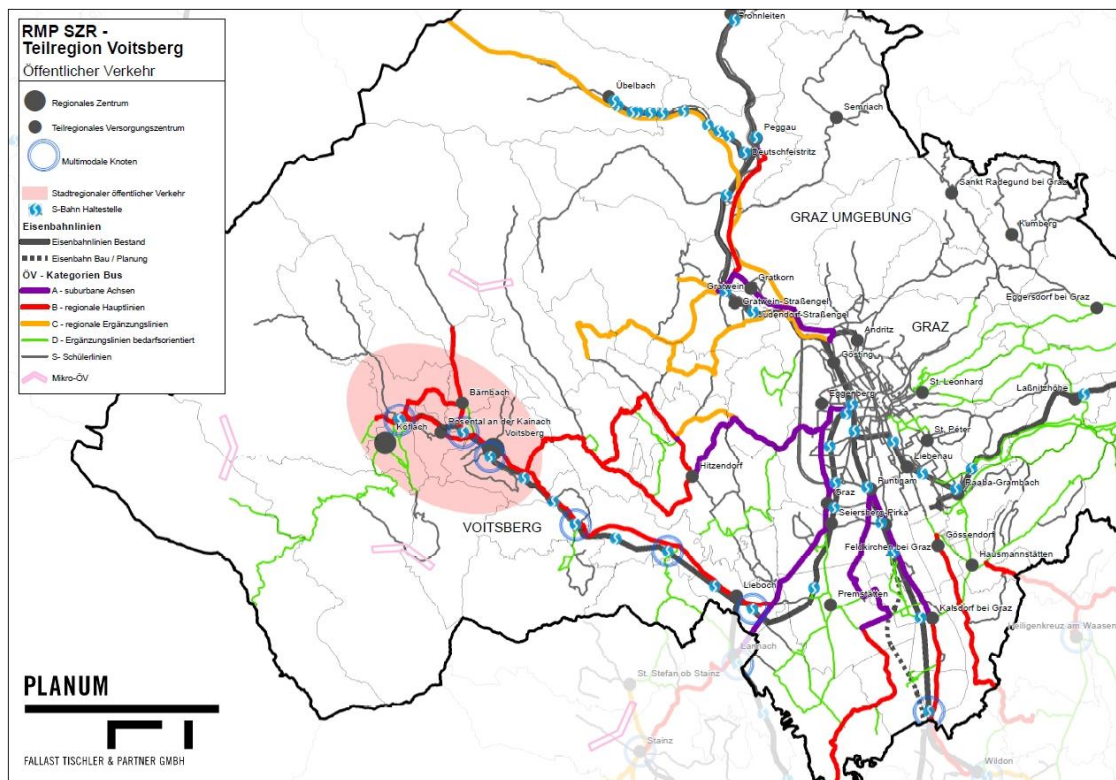 RMP SZR -
Teilregion Voitsberg
Öffentlicher Verkehr
Regionales Zentrum
Teilregionales Versorgungszentrum
Multimodale Knoten
Stadtregionaler öffentlicher Verkehr
S-Bahn Haltestelle
Eisenbahnlinien
Eisenbahnlinien Bestand
Eisenbahn Bau / Planung
ÖV - Kategorien Bus
A - suburbane Achsen
B - regionale Hauptlinien
C - regionale Ergänzungslinien
D - Ergänzungslinien bedarfsorientiert
S- Schülerlinien
Mikro-ÖV
Frohnleiten
Übelbach
Semriach
Peggau
Deutschfeistritz
Sankt Radegund bei Graz
GRAZ UMGEBUNG
Kumberg
Gratkorn
Gratwein
Gratwein-Straßengel
Judendorf-Straßengel
Eggersdorf bei Graz
Andritz
GRAZ
Gösting
St. Leonhard
Laßnitzhöhe
Eggenberg
Bärnbach
Rosental an der Kainach
Köflach
Voitsberg
St. Peter
Liebenau
Hitzendorf
Puntigam
Raaba-Grambach
Graz
Seiersberg-Pirka
VOITSBERG
Gössendorf
Feldkirchen bei Graz
Hausmannstätten
Lieboch
Premstätten
Kalsdorf bei Graz
Heiligenkreuz am Waasen
Lannach
St. Stefan ob Stainz
Stainz
Wildon
PLANUM
FALLAST TISCHLER & PARTNER GMBH